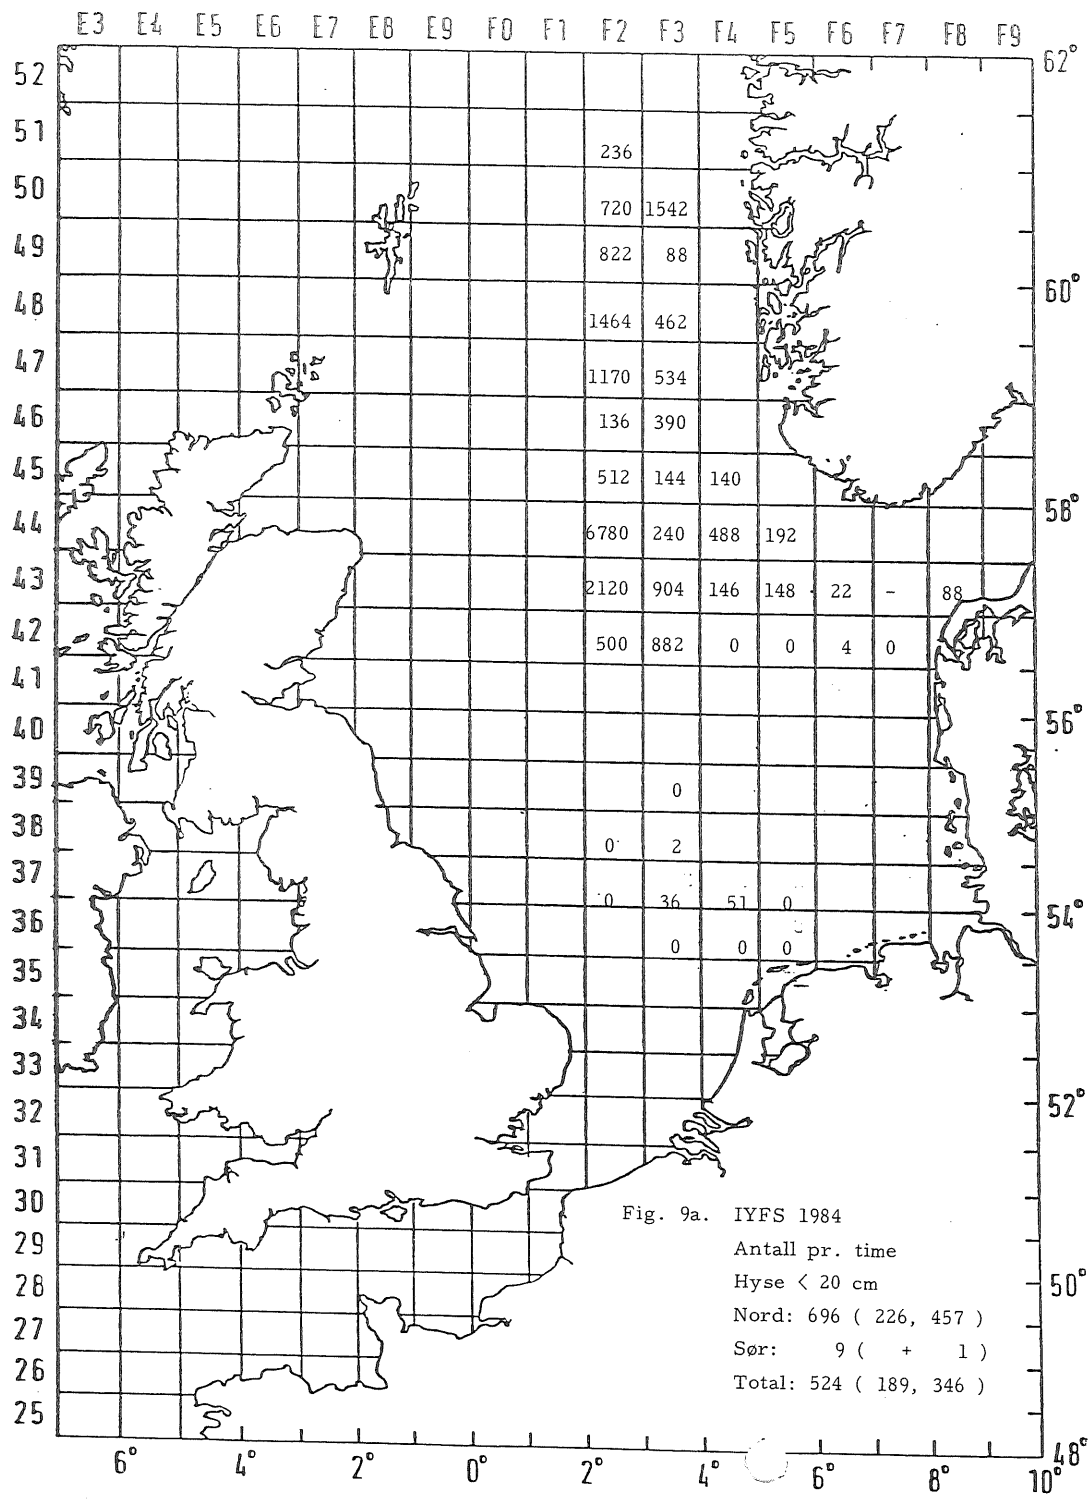 E3 E4 E5 E6 E7 E8 E9 F0 F1 F2 F3 F4 F5 F6 F7 F8 F9
52 62°
51
236
50
720 1542
49 822 88
48 60°
1464 462
47
1170 534
46 136 390
45 512 144 140
44 58°
6780 240 488 192
43 2120 904 146 148 22 - 88
42 500 882 0 0 4 0
41
40 56°
39
0
38
0 2
37
0 36 51 0
36 54°
0 0 0
35
34
33
32 52°
31
30
29
28 50°
27
26
25
48°
6° 4° 2° 0° 2° 4° 6° 8° 10°
Fig. 9a. IYFS 1984
Antall pr. time
Hyse < 20 cm
Nord: 696 ( 226, 457 )
Sør: 9 ( + 1 )
Total: 524 ( 189, 346 )